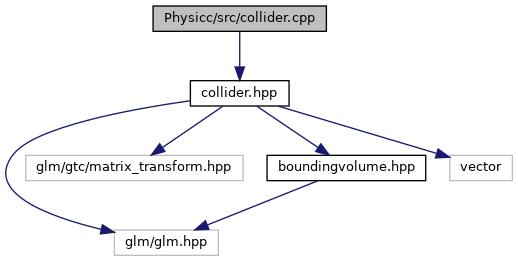 Physicc/src/collider.cpp
collider.hpp
glm/gtc/matrix_transform.hpp
boundingvolume.hpp
vector
glm/glm.hpp